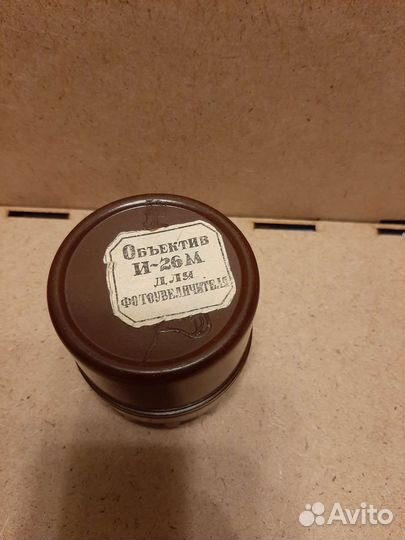 Объектив
И-26М
для
фотоувеличителя
Avito